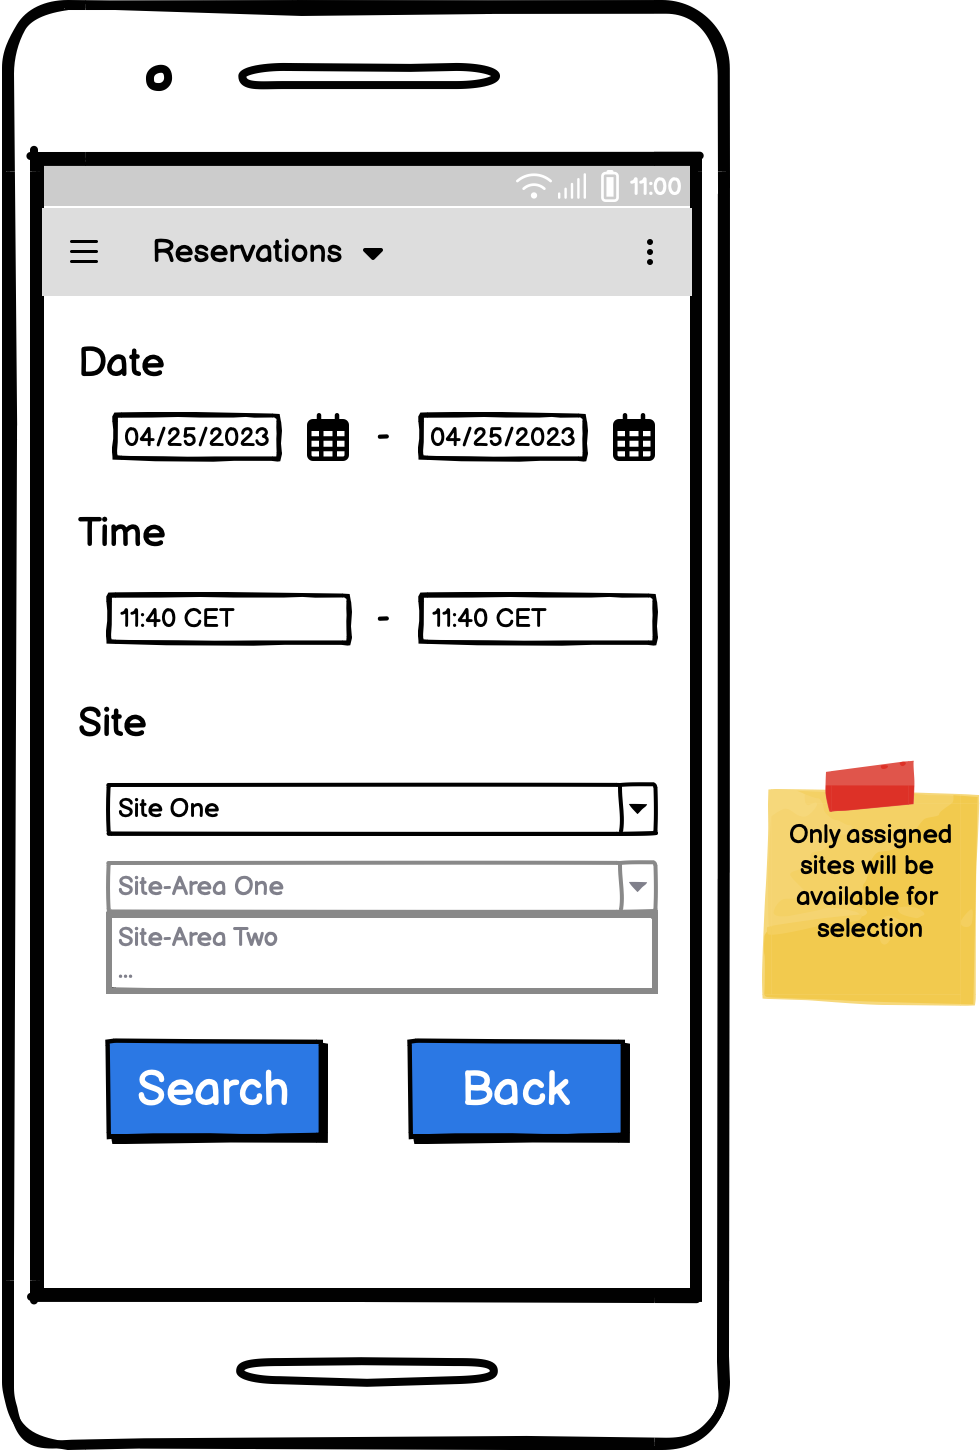 11:00
Reservations
Date
04/25/2023 - 04/25/2023
Time
11:40 CET - 11:40 CET
Site
Site One
Site-Area One
Site-Area Two
...
Search Back
Only assigned
sites will be
available for
selection